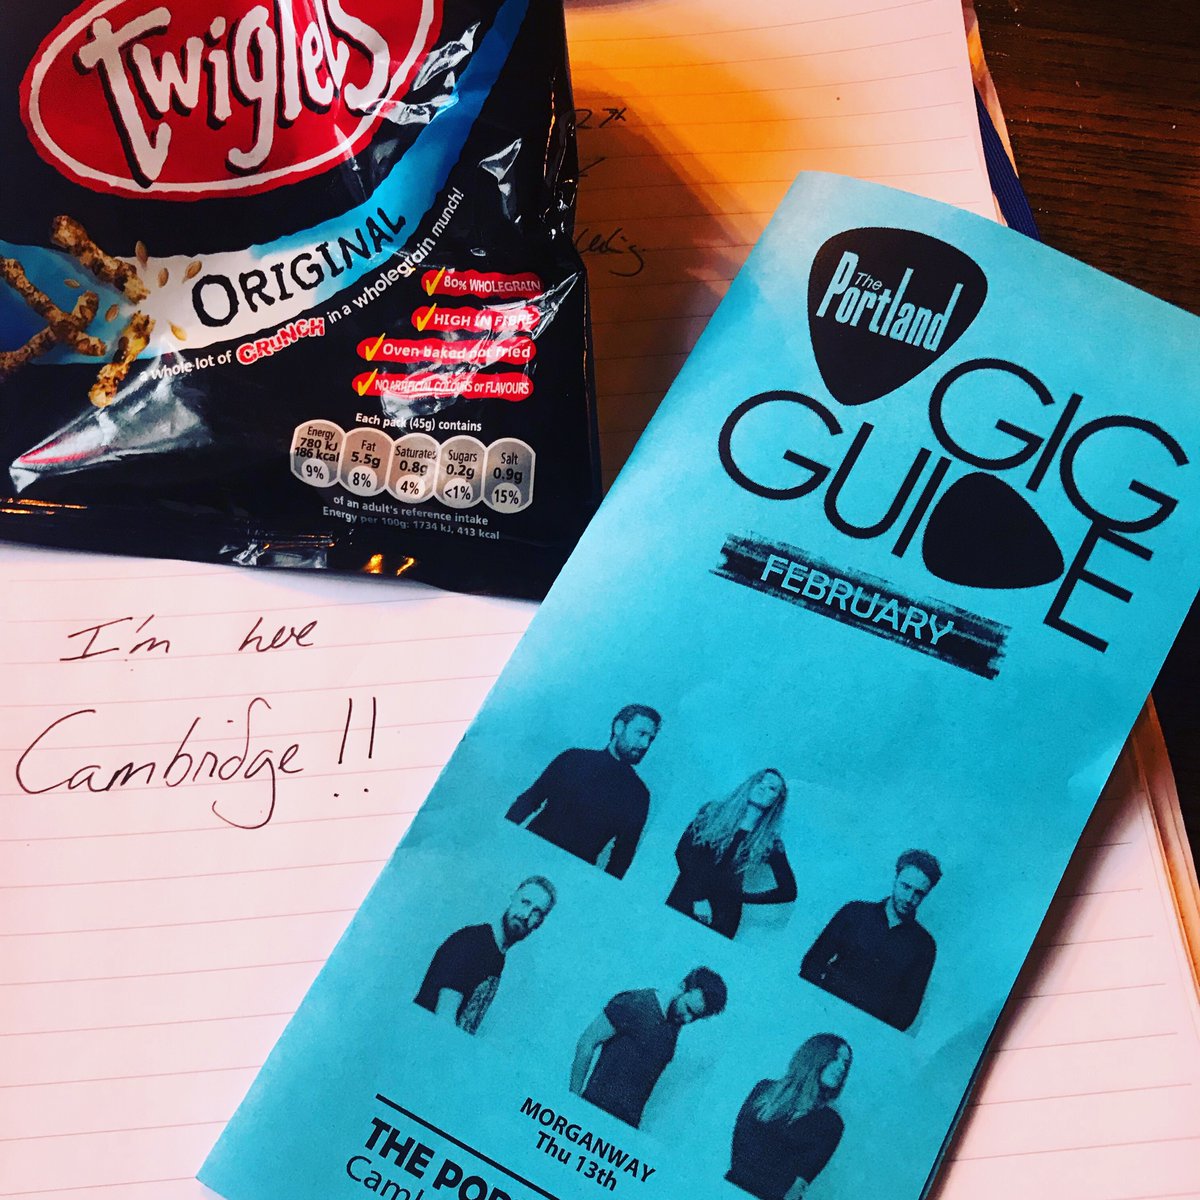 Twiglets
ORIGINAL
a whole lot of CRUNCH in a wholegrain munch!
80% WHOLEGRAIN
HIGH IN FIBRE
Oven baked not fried
NO ARTIFICIAL COLOURS or FLAVOURS
Each pack (45g) contains
Energy
780 kJ
186 kcal
9%
Fat
5.5g
8%
Saturates
0.8g
4%
Sugars
0.2g
<1%
Salt
0.9g
15%
of an adult's reference intake
Energy per 100g: 1734 kJ, 413 kcal
I'm here
Cambridge!!
The
Portland
GIG
GUIDE
FEBRUARY
MORGANWAY
Thu 13th
THE POR
Cam